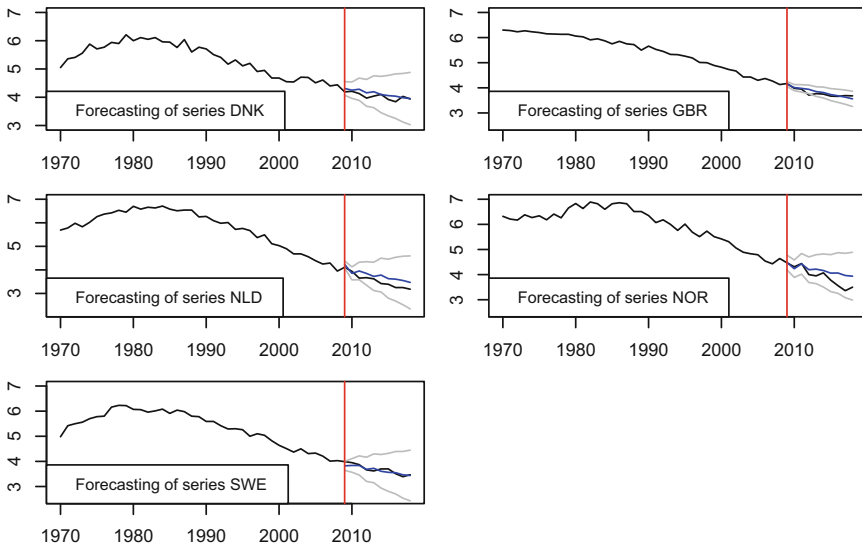 7
6
5
4
3
Forecasting of series DNK
1970 1980 1990 2000 2010
7
6
5
4
3
Forecasting of series GBR
1970 1980 1990 2000 2010
7
5
3
Forecasting of series NLD
1970 1980 1990 2000 2010
7
6
5
4
3
Forecasting of series NOR
1970 1980 1990 2000 2010
7
6
5
4
3
Forecasting of series SWE
1970 1980 1990 2000 2010